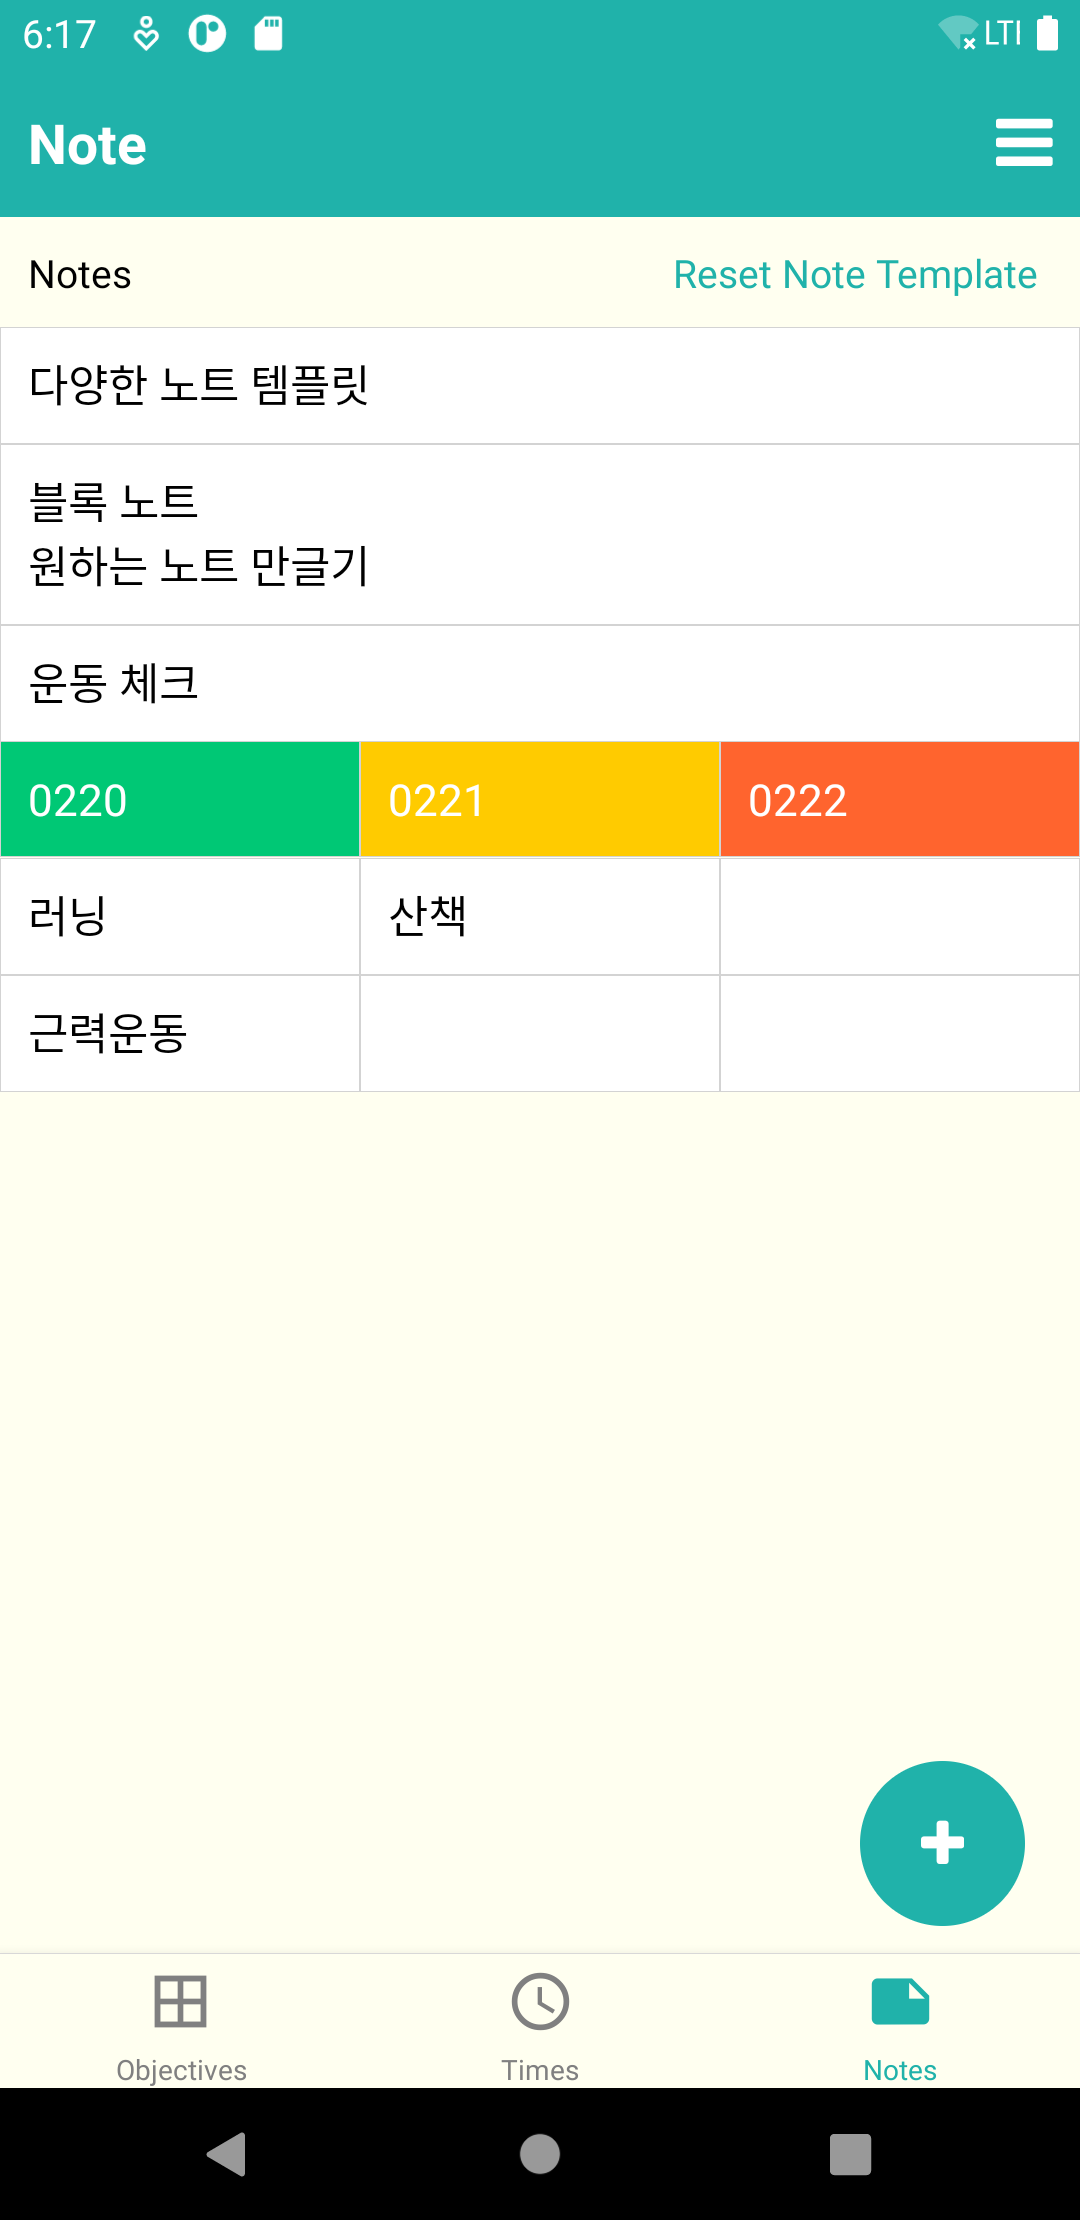 6:17
LTI
Note
Notes
Reset Note Template
다양한 노트 템플릿
블록 노트
원하는 노트 만글기
운동 체크
0220 0221 0222
러닝 산책
근력운동
Objectives Times Notes